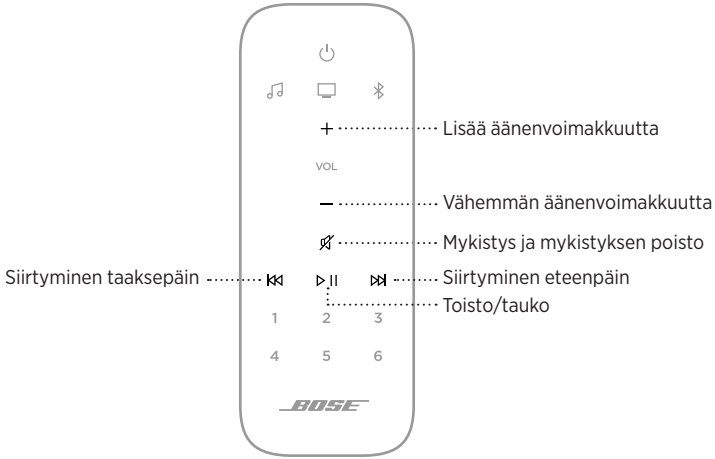 Lisää äänenvoimakkuutta
VOL
Vähemmän äänenvoimakkuutta
Mykistys ja mykistyksen poisto
Siirtyminen taaksepäin
Siirtyminen eteenpäin
Toisto/tauko
1 2 3
4 5 6
BOSE